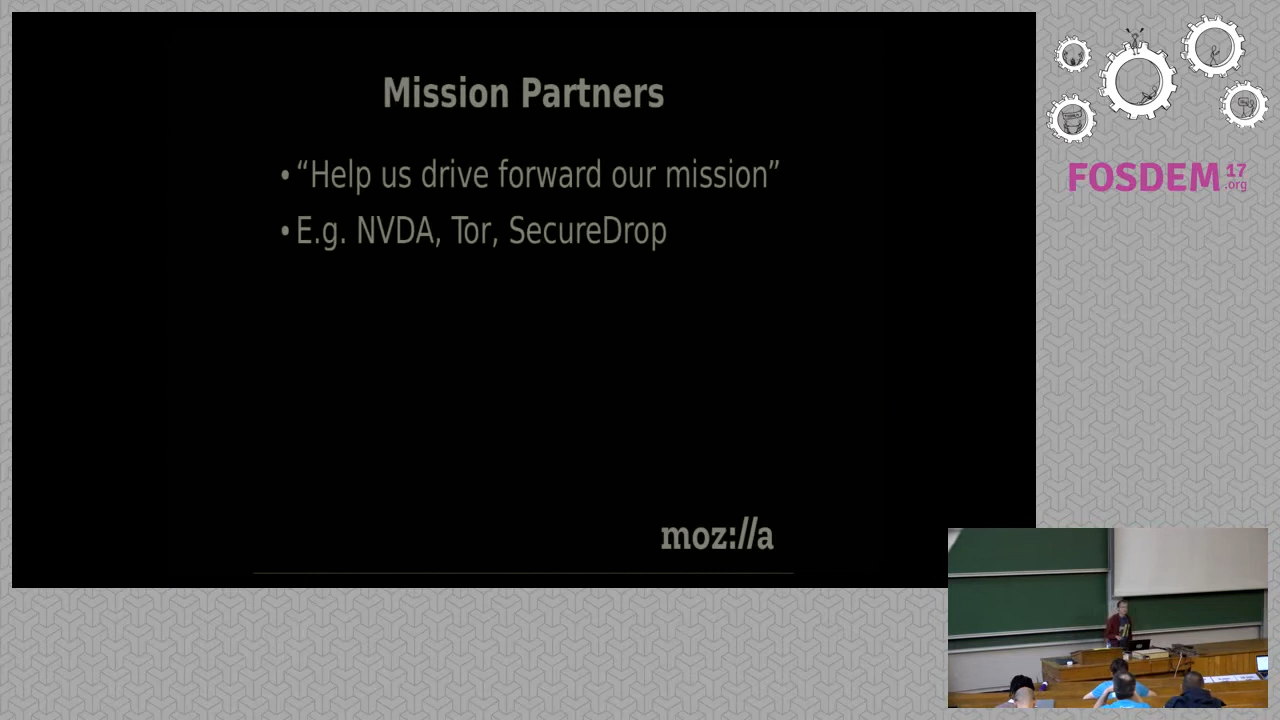 Mission Partners
• “Help us drive forward our mission”
• E.g. NVDA, Tor, SecureDrop
moz://a
FOSDEM 17
.org